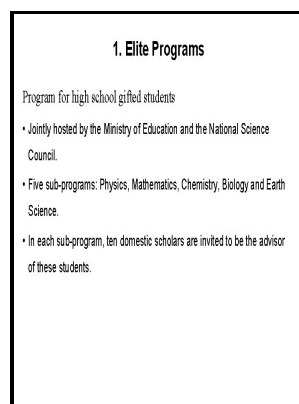 1. Elite Programs
Program for high school gifted students
• Jointly hosted by the Ministry of Education and the National Science
Council.
• Five sub-programs: Physics, Mathematics, Chemistry, Biology and Earth
Science.
• In each sub-program, ten domestic scholars are invited to be the advisor
of these students.